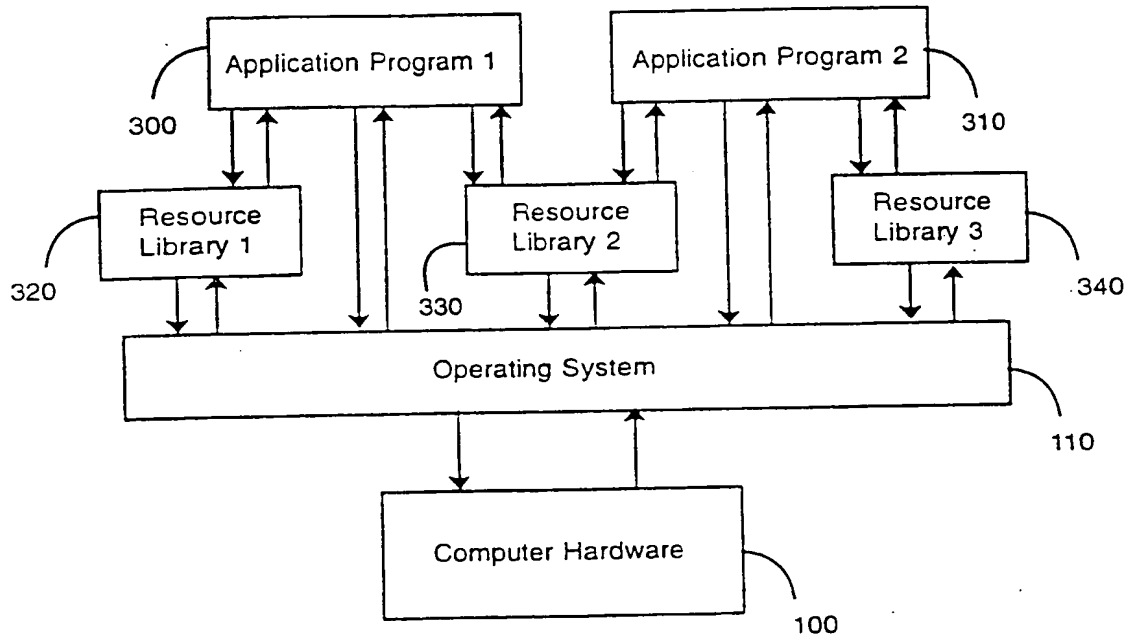 Application Program 1
Application Program 2
300
310
Resource
Library 1
Resource
Library 2
Resource
Library 3
320
330
340
Operating System
110
Computer Hardware
100